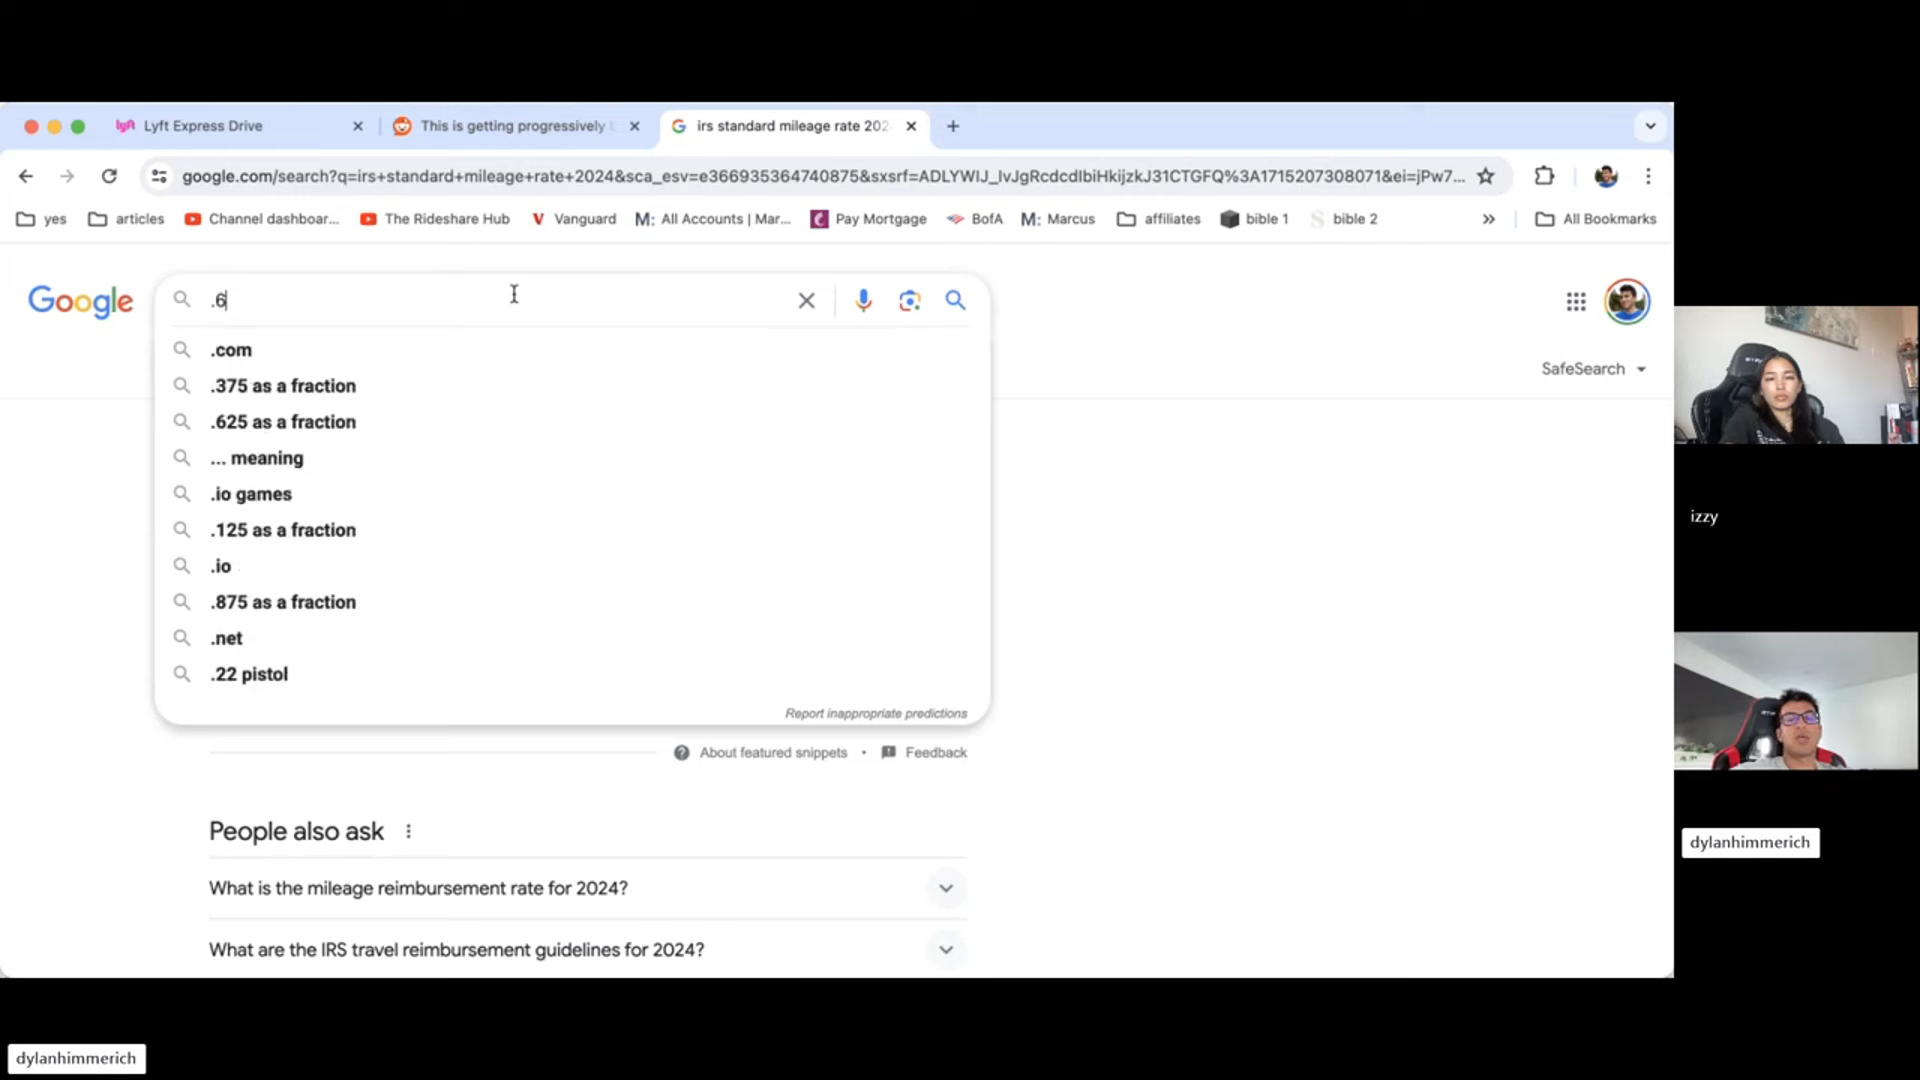 Lyft Express Drive
This is getting progressively
irs standard mileage rate 202
google.com/search?q=irs+standard+mileage+rate+2024&sca_esv=e366935364740875&sxsrf=ADLYWIJ_lvJgRcdcdIbiHkijzkJ31CTGFQ%3A1715207308071&ei=jPw7...
yes
articles
Channel dashboar...
The Rideshare Hub
Vanguard
M: All Accounts | Mar...
Pay Mortgage
BofA
M: Marcus
affiliates
bible 1
bible 2
All Bookmarks
Google
.6
.com
.375 as a fraction
.625 as a fraction
... meaning
.io games
.125 as a fraction
.io
.875 as a fraction
.net
.22 pistol
Report inappropriate predictions
SafeSearch
About featured snippets • Feedback
People also ask
What is the mileage reimbursement rate for 2024?
What are the IRS travel reimbursement guidelines for 2024?
izzy
dylanhimmerich
dylanhimmerich